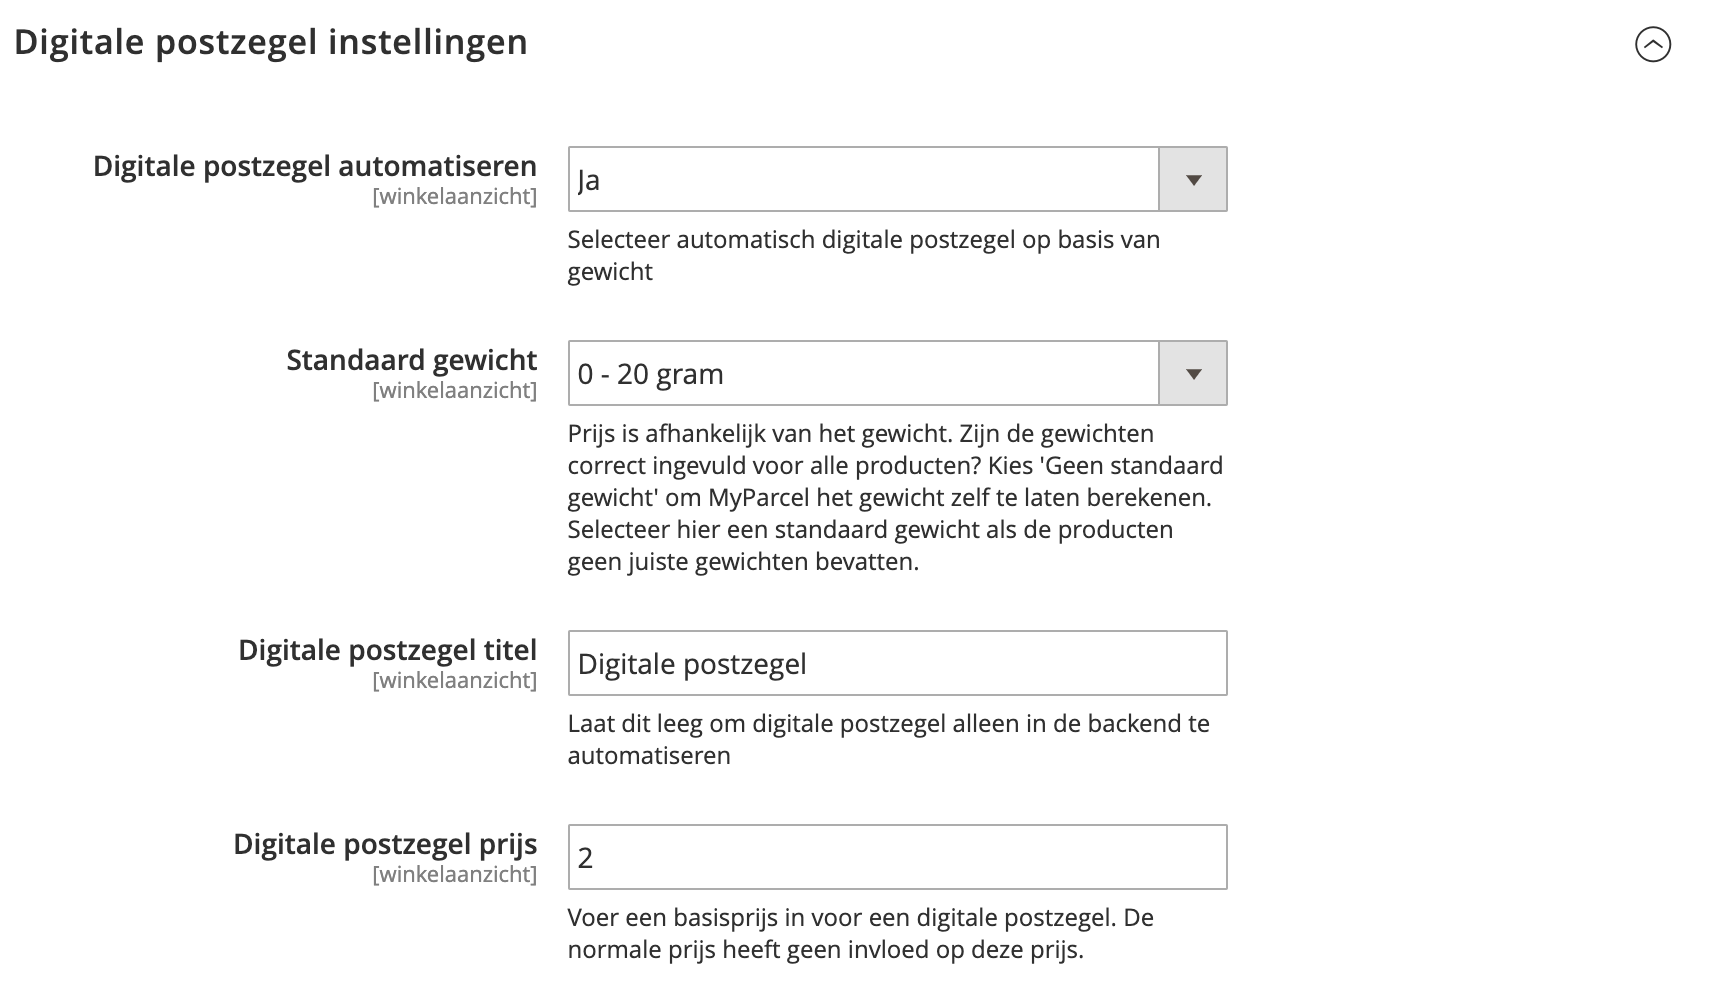 Digitale postzegel instellingen
Digitale postzegel automatiseren
[winkelaanzicht]
Ja
Selecteer automatisch digitale postzegel op basis van
gewicht
Standaard gewicht
[winkelaanzicht]
0 - 20 gram
Prijs is afhankelijk van het gewicht. Zijn de gewichten
correct ingevuld voor alle producten? Kies 'Geen standaard
gewicht' om MyParcel het gewicht zelf te laten berekenen.
Selecteer hier een standaard gewicht als de producten
geen juiste gewichten bevatten.
Digitale postzegel titel
[winkelaanzicht]
Digitale postzegel
Laat dit leeg om digitale postzegel alleen in de backend te
automatiseren
Digitale postzegel prijs
[winkelaanzicht]
2
Voer een basisprijs in voor een digitale postzegel. De
normale prijs heeft geen invloed op deze prijs.